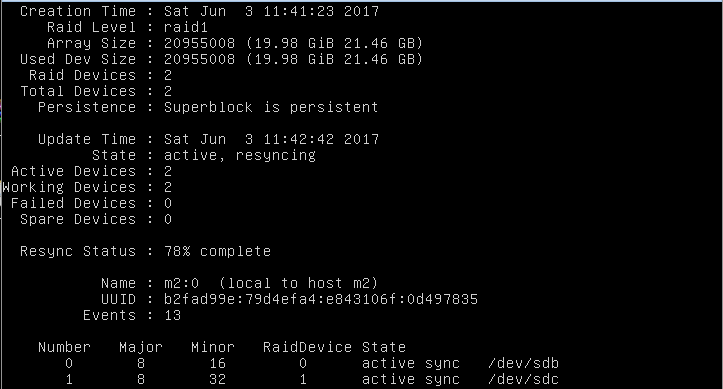 Creation Time : Sat Jun  3 11:41:23 2017
Raid Level : raid1
Array Size : 20955008 (19.98 GiB 21.46 GB)
Used Dev Size : 20955008 (19.98 GiB 21.46 GB)
Raid Devices : 2
Total Devices : 2
Persistence : Superblock is persistent
Update Time : Sat Jun  3 11:42:42 2017
State : active, resyncing
Active Devices : 2
Working Devices : 2
Failed Devices : 0
Spare Devices : 0
Resync Status : 78% complete
Name : m2:0  (local to host m2)
UUID : b2fad99e:79d4efa4:e843106f:0d497835
Events : 13
Number   Major   Minor   RaidDevice State
0       8       16        0      active sync   /dev/sdb
1       8       32        1      active sync   /dev/sdc